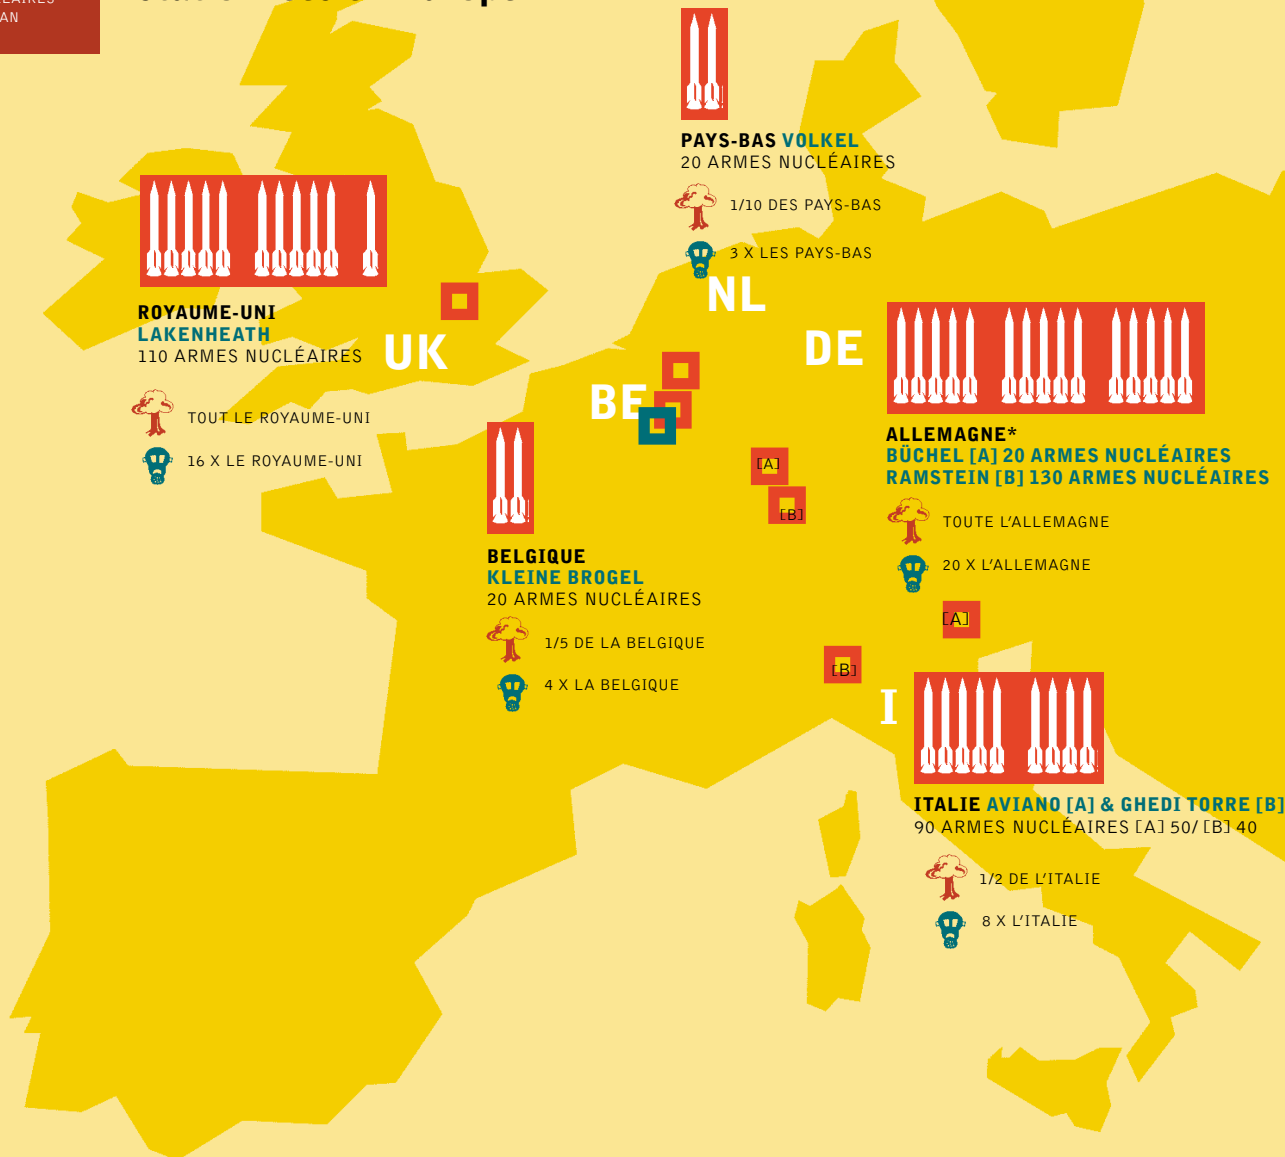 AN
PAYS-BAS VOLKEL
20 ARMES NUCLÉAIRES
1/10 DES PAYS-BAS
3 X LES PAYS-BAS
NL
ROYAUME-UNI
LAKENHEATH
110 ARMES NUCLÉAIRES
TOUT LE ROYAUME-UNI
16 X LE ROYAUME-UNI
UK
DE
BE
[A]
[B]
ALLEMAGNE*
BÜCHEL [A] 20 ARMES NUCLÉAIRES
RAMSTEIN [B] 130 ARMES NUCLÉAIRES
TOUTE L'ALLEMAGNE
20 X L'ALLEMAGNE
BELGIQUE
KLEINE BROGEL
20 ARMES NUCLÉAIRES
1/5 DE LA BELGIQUE
4 X LA BELGIQUE
[A]
[B]
I
ITALIE AVIANO [A] & GHEDI TORRE [B]
90 ARMES NUCLÉAIRES [A] 50/ [B] 40
1/2 DE L'ITALIE
8 X L'ITALIE